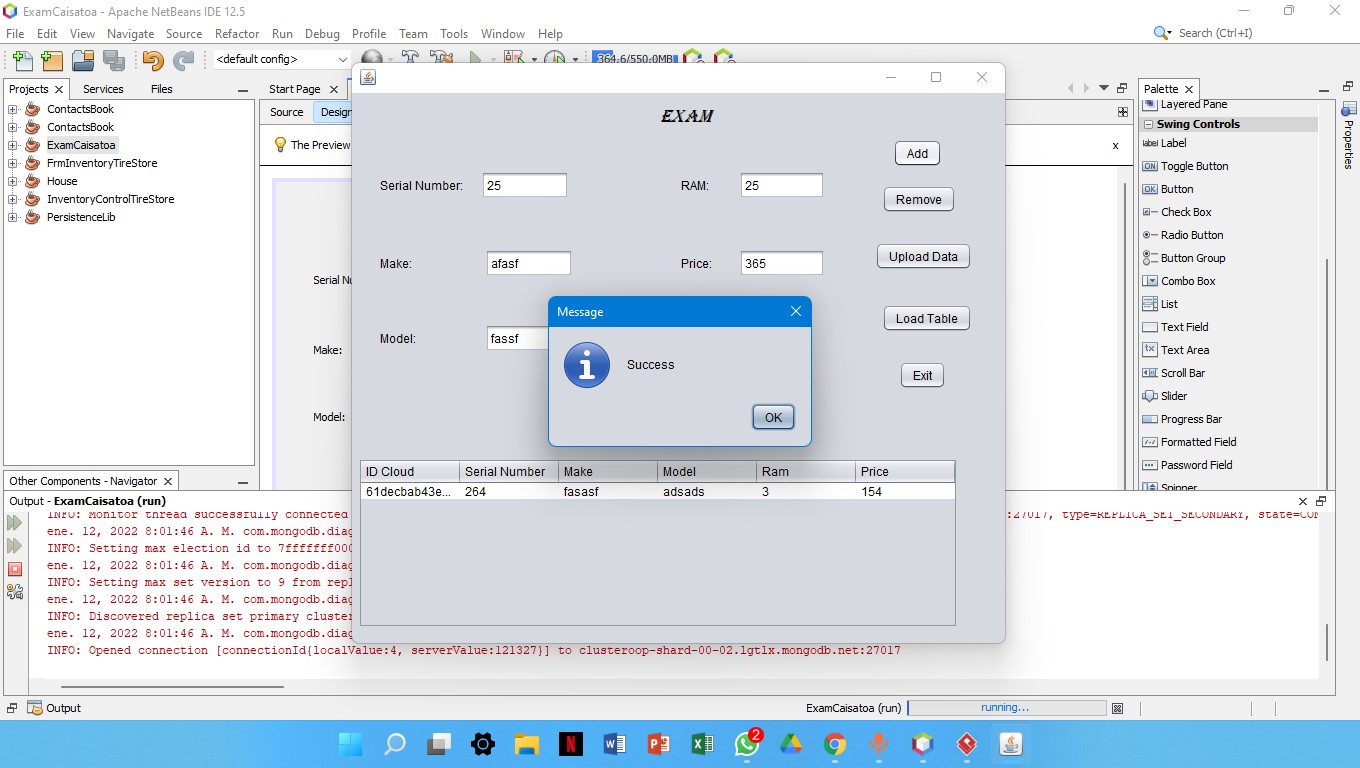 ExamCaisatoa - Apache NetBeans IDE 12.5
File Edit View Navigate Source Refactor Run Debug Profile Team Tools Window Help
Search (Ctrl+I)
<default config>
364.6/550.0MB
Projects Services Files
Start Page
Palette
ContactsBook
ContactsBook
ExamCaisatoa
FrmInventoryTireStore
House
InventoryControlTireStore
PersistenceLib
Source Design
The Preview
x
Serial Nu
Make:
Model:
EXAM
Serial Number: 25
RAM: 25
Make: afasf
Price: 365
Model: fassf
Add
Remove
Upload Data
Load Table
Exit
Message
Success
OK
ID Cloud Serial Number Make Model Ram Price
61decbab43e... 264 fasasf adsads 3 154
Layered Pane
Swing Controls
label Label
ON Toggle Button
OK Button
Check Box
Radio Button
Button Group
Combo Box
List
Text Field
Text Area
Scroll Bar
Slider
Progress Bar
Formatted Field
Password Field
Spinner
Properties
Other Components - Navigator
Output - ExamCaisatoa (run)
INFO: Monitor thread successfully connected :27017, type=REPLICA_SET_SECONDARY, state=CON
ene. 12, 2022 8:01:46 A. M. com.mongodb.diag
INFO: Setting max election id to 7fffffff000
ene. 12, 2022 8:01:46 A. M. com.mongodb.diag
INFO: Setting max set version to 9 from repl
ene. 12, 2022 8:01:46 A. M. com.mongodb.diag
INFO: Discovered replica set primary cluster
ene. 12, 2022 8:01:46 A. M. com.mongodb.diag
INFO: Opened connection [connectionId{localValue:4, serverValue:121327}] to clusteroop-shard-00-02.lgtlx.mongodb.net:27017
Output
ExamCaisatoa (run) running...
2